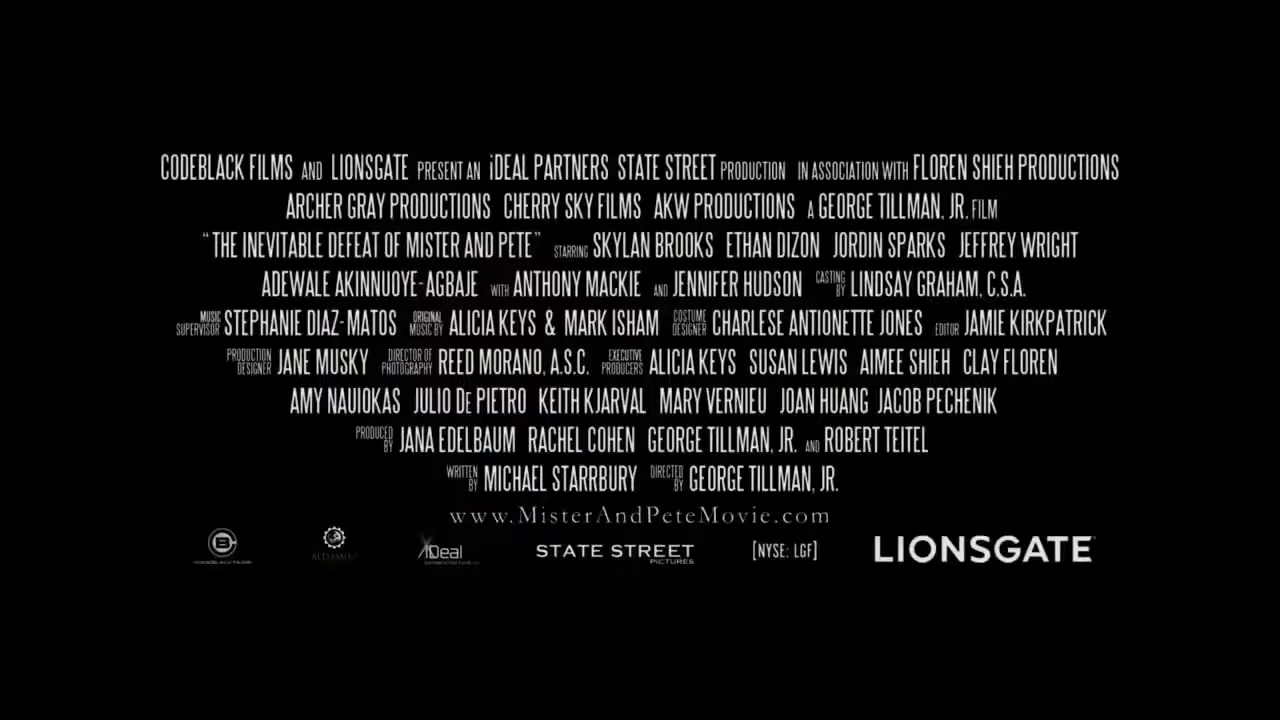 CODEBLACK FILMS AND LIONSGATE PRESENT AN iDEAL PARTNERS STATE STREET PRODUCTION IN ASSOCIATION WITH FLOREN SHIEH PRODUCTIONS
ARCHER GRAY PRODUCTIONS CHERRY SKY FILMS AKW PRODUCTIONS A GEORGE TILLMAN, JR. FILM
"THE INEVITABLE DEFEAT OF MISTER AND PETE" STARRING SKYLAN BROOKS ETHAN DIZON JORDIN SPARKS JEFFREY WRIGHT
ADEWALE AKINNUOYE-AGBAJE WITH ANTHONY MACKIE AND JENNIFER HUDSON CASTING BY LINDSAY GRAHAM, C.S.A.
MUSIC SUPERVISOR STEPHANIE DIAZ-MATOS ORIGINAL MUSIC BY ALICIA KEYS & MARK ISHAM COSTUME DESIGNER CHARLESE ANTIONETTE JONES EDITOR JAMIE KIRKPATRICK
PRODUCTION DESIGNER JANE MUSKY DIRECTOR OF PHOTOGRAPHY REED MORANO, A.S.C. EXECUTIVE PRODUCERS ALICIA KEYS SUSAN LEWIS AIMEE SHIEH CLAY FLOREN
AMY NAUIOKAS JULIO DE PIETRO KEITH KJARVAL MARY VERNIEU JOAN HUANG JACOB PECHENIK
PRODUCED BY JANA EDELBAUM RACHEL COHEN GEORGE TILLMAN, JR. AND ROBERT TEITEL
WRITTEN BY MICHAEL STARRBURY DIRECTED BY GEORGE TILLMAN, JR.
www.MisterAndPeteMovie.com
iDeal STATE STREET PICTURES [NYSE: LGF] LIONSGATE